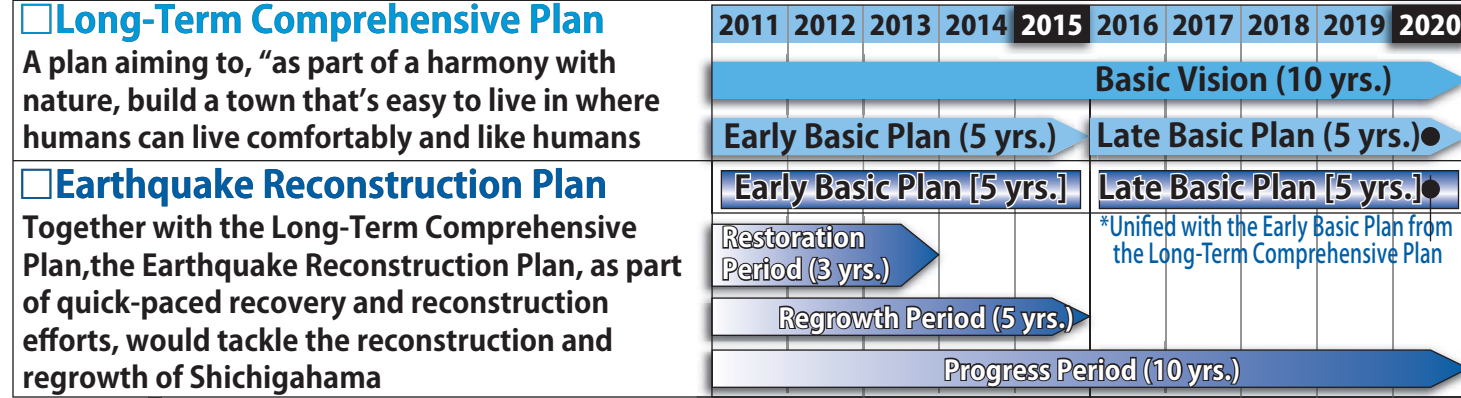 □Long-Term Comprehensive Plan
A plan aiming to, “as part of a harmony with
nature, build a town that’s easy to live in where
humans can live comfortably and like humans
2011 2012 2013 2014 2015 2016 2017 2018 2019 2020
Basic Vision (10 yrs.)
Early Basic Plan (5 yrs.) Late Basic Plan (5 yrs.)●
□Earthquake Reconstruction Plan
Together with the Long-Term Comprehensive
Plan,the Earthquake Reconstruction Plan, as part
of quick-paced recovery and reconstruction
efforts, would tackle the reconstruction and
regrowth of Shichigahama
Early Basic Plan [5 yrs.] Late Basic Plan [5 yrs.]●
*Unified with the Early Basic Plan from
the Long-Term Comprehensive Plan
Restoration
Period (3 yrs.)
Regrowth Period (5 yrs.)
Progress Period (10 yrs.)